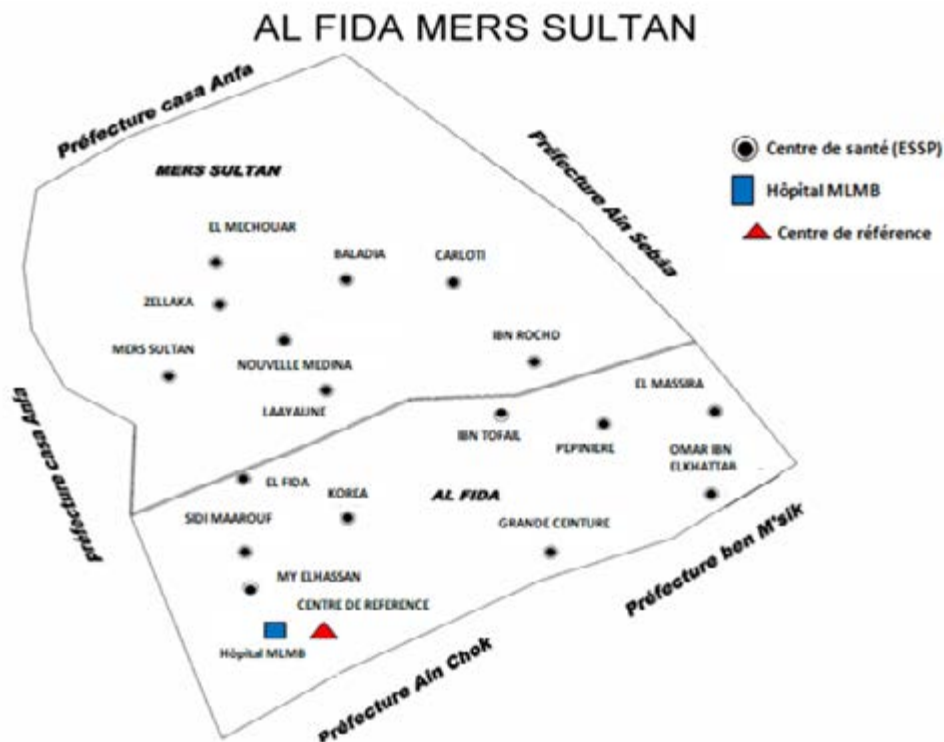 AL FIDA MERS SULTAN
Préfecture casa Anfa
Préfecture Ain Sebâa
Centre de santé (ESSP)
Hôpital MLMB
Centre de référence
MERS SULTAN
EL MECHOUAR
BALADIA
CARLOTI
ZELLAKA
IBN ROCHD
MERS SULTAN
NOUVELLE MEDINA
EL MASSIRA
LAAYAUNE
préfecture casa Anfa
IBN TOFAIL
PEPINIERE
OMAR IBN
ELKHATTAB
EL FIDA
KOREA
AL FIDA
SIDI MAAROUF
GRANDE CEINTURE
Préfecture ben M'sik
MY ELHASSAN
CENTRE DE REFERENCE
Hôpital MLMB
Préfecture Ain Chok